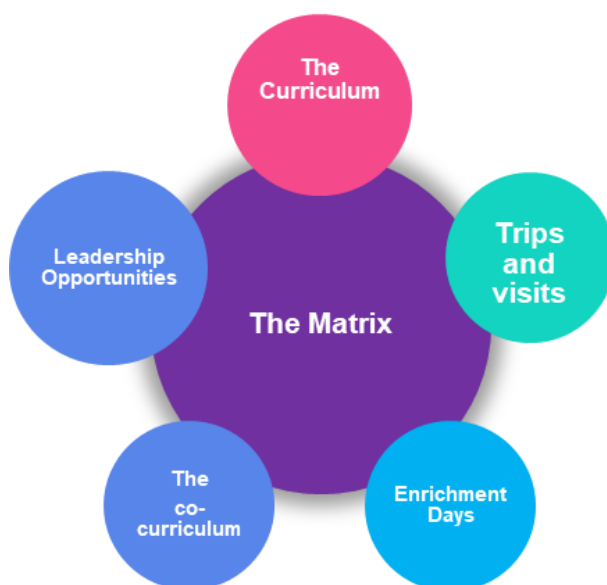 The
Curriculum
Trips
and
visits
Leadership
Opportunities
The Matrix
The
co-
curriculum
Enrichment
Days